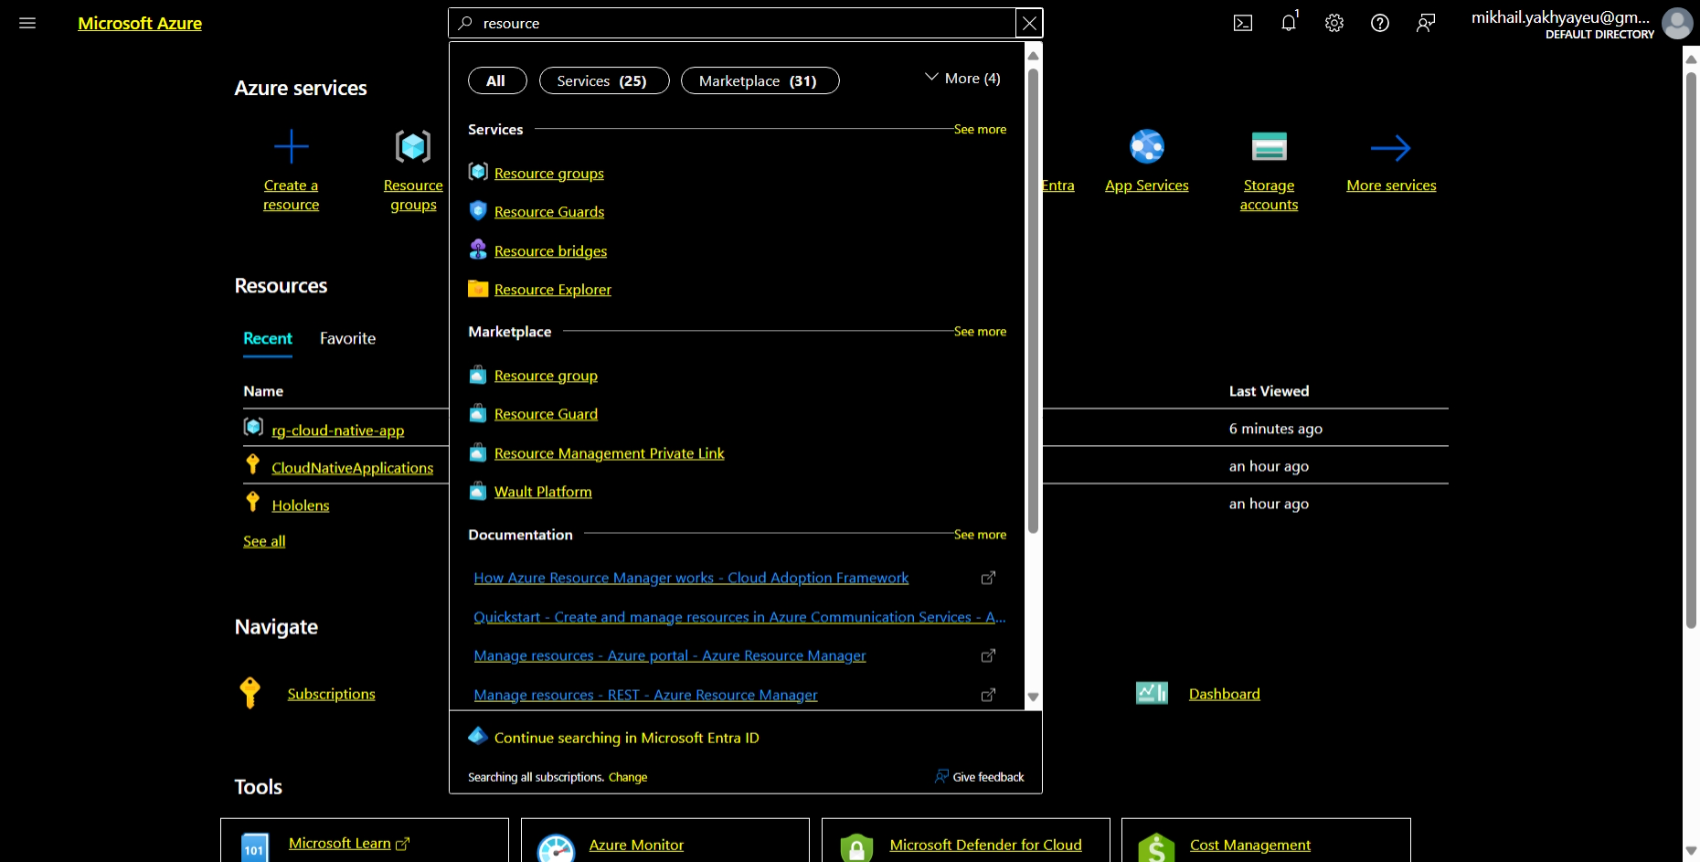 Microsoft Azure
resource
1
mikhail.yakhyayeu@gm...
DEFAULT DIRECTORY
All
Services (25)
Marketplace (31)
More (4)
Azure services
Create a
resource
Resource
groups
Entra
App Services
Storage
accounts
More services
Services
See more
Resource groups
Resource Guards
Resource bridges
Resource Explorer
Marketplace
See more
Resource group
Resource Guard
Resource Management Private Link
Wault Platform
Documentation
See more
How Azure Resource Manager works - Cloud Adoption Framework
Quickstart - Create and manage resources in Azure Communication Services - A...
Manage resources - Azure portal - Azure Resource Manager
Manage resources - REST - Azure Resource Manager
Continue searching in Microsoft Entra ID
Searching all subscriptions. Change
Give feedback
Resources
Recent
Favorite
Name
Last Viewed
rg-cloud-native-app
6 minutes ago
CloudNativeApplications
an hour ago
Hololens
an hour ago
See all
Navigate
Subscriptions
Dashboard
Tools
101
Microsoft Learn
Azure Monitor
Microsoft Defender for Cloud
$
Cost Management